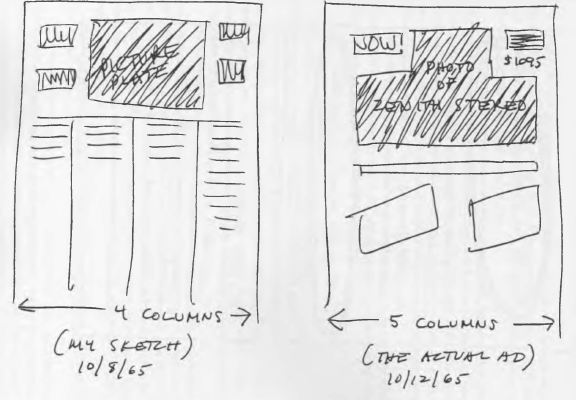 PICTURE
PLATE
4 COLUMNS
(MY SKETCH)
10/8/65
NOW!
$1095
PHOTO
OF
ZENITH STEREO
5 COLUMNS
(THE ACTUAL AD)
10/12/65